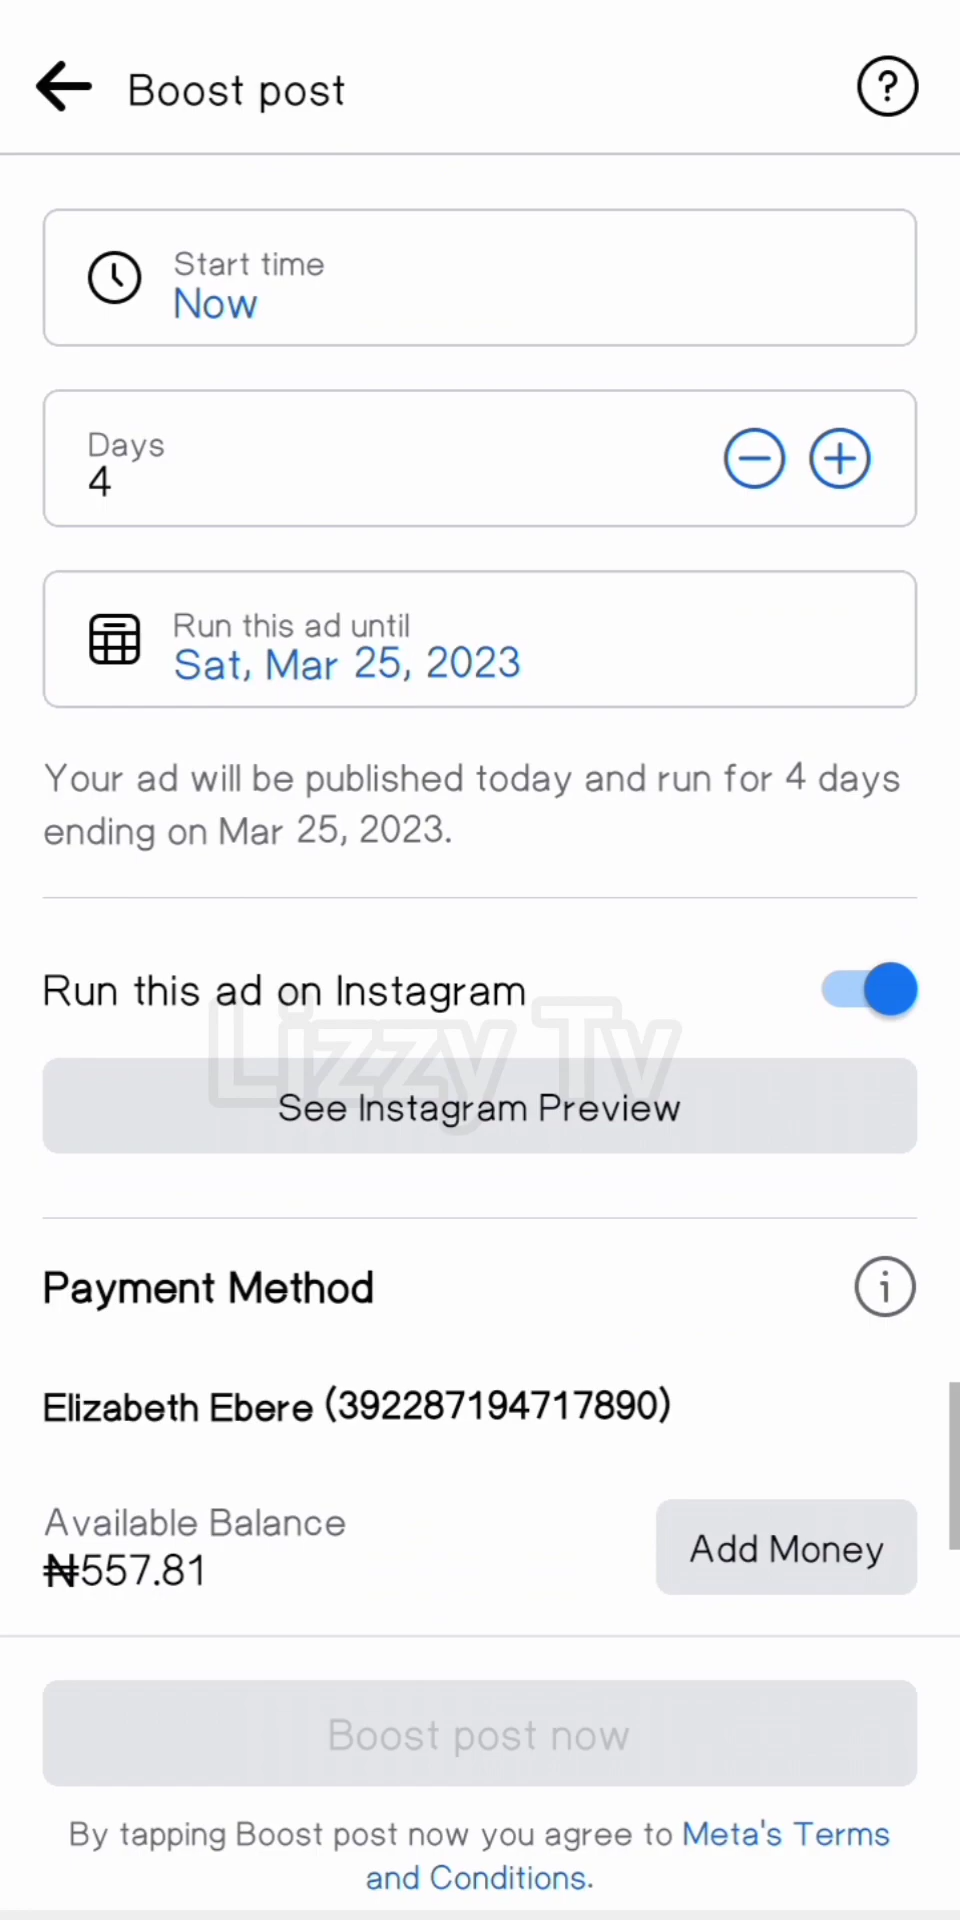 Boost post
?
Start time
Now
Days
4
Run this ad until
Sat, Mar 25, 2023
Your ad will be published today and run for 4 days
ending on Mar 25, 2023.
Run this ad on Instagram
Lizzy Tv
See Instagram Preview
Payment Method
i
Elizabeth Ebere (392287194717890)
Available Balance
₦557.81
Add Money
Boost post now
By tapping Boost post now you agree to Meta's Terms
and Conditions.